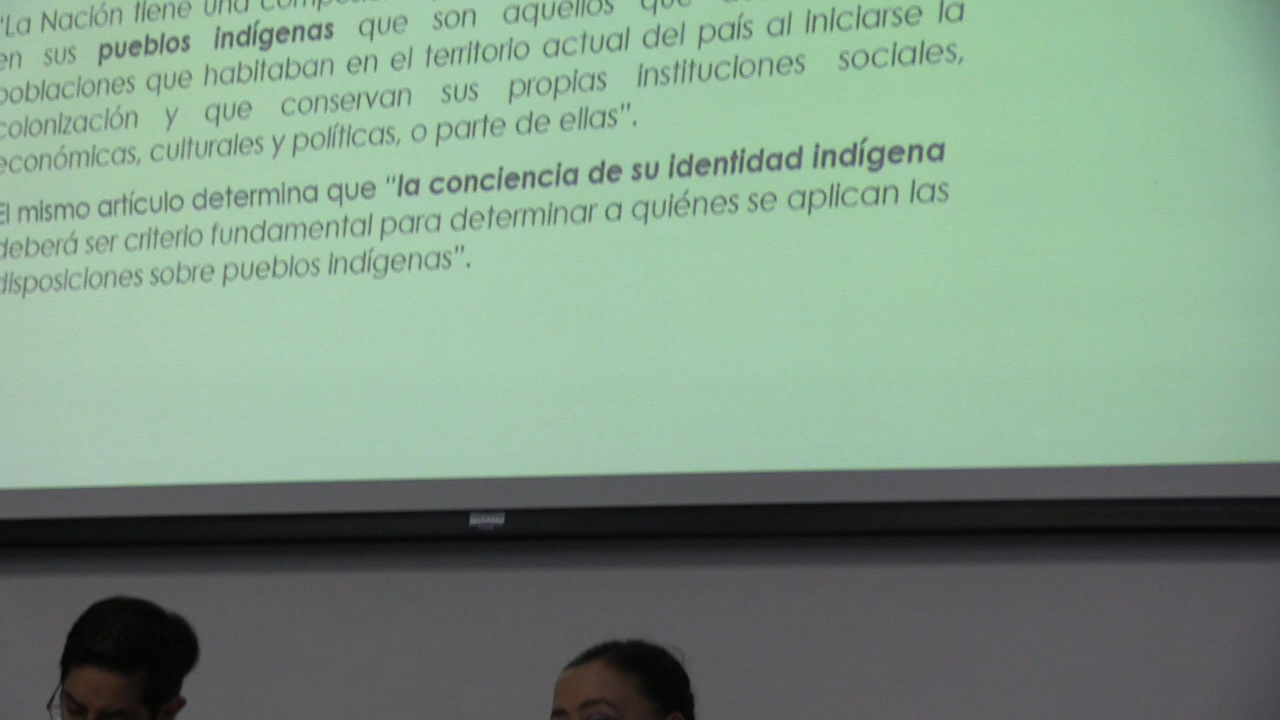 "La Nación tiene una
en sus pueblos indígenas que son aquellos que
poblaciones que habitaban en el territorio actual del país al iniciarse la
colonización y que conservan sus propias instituciones sociales,
económicas, culturales y políticas, o parte de ellas".
El mismo artículo determina que "la conciencia de su identidad indígena
deberá ser criterio fundamental para determinar a quiénes se aplican las
disposiciones sobre pueblos indígenas".